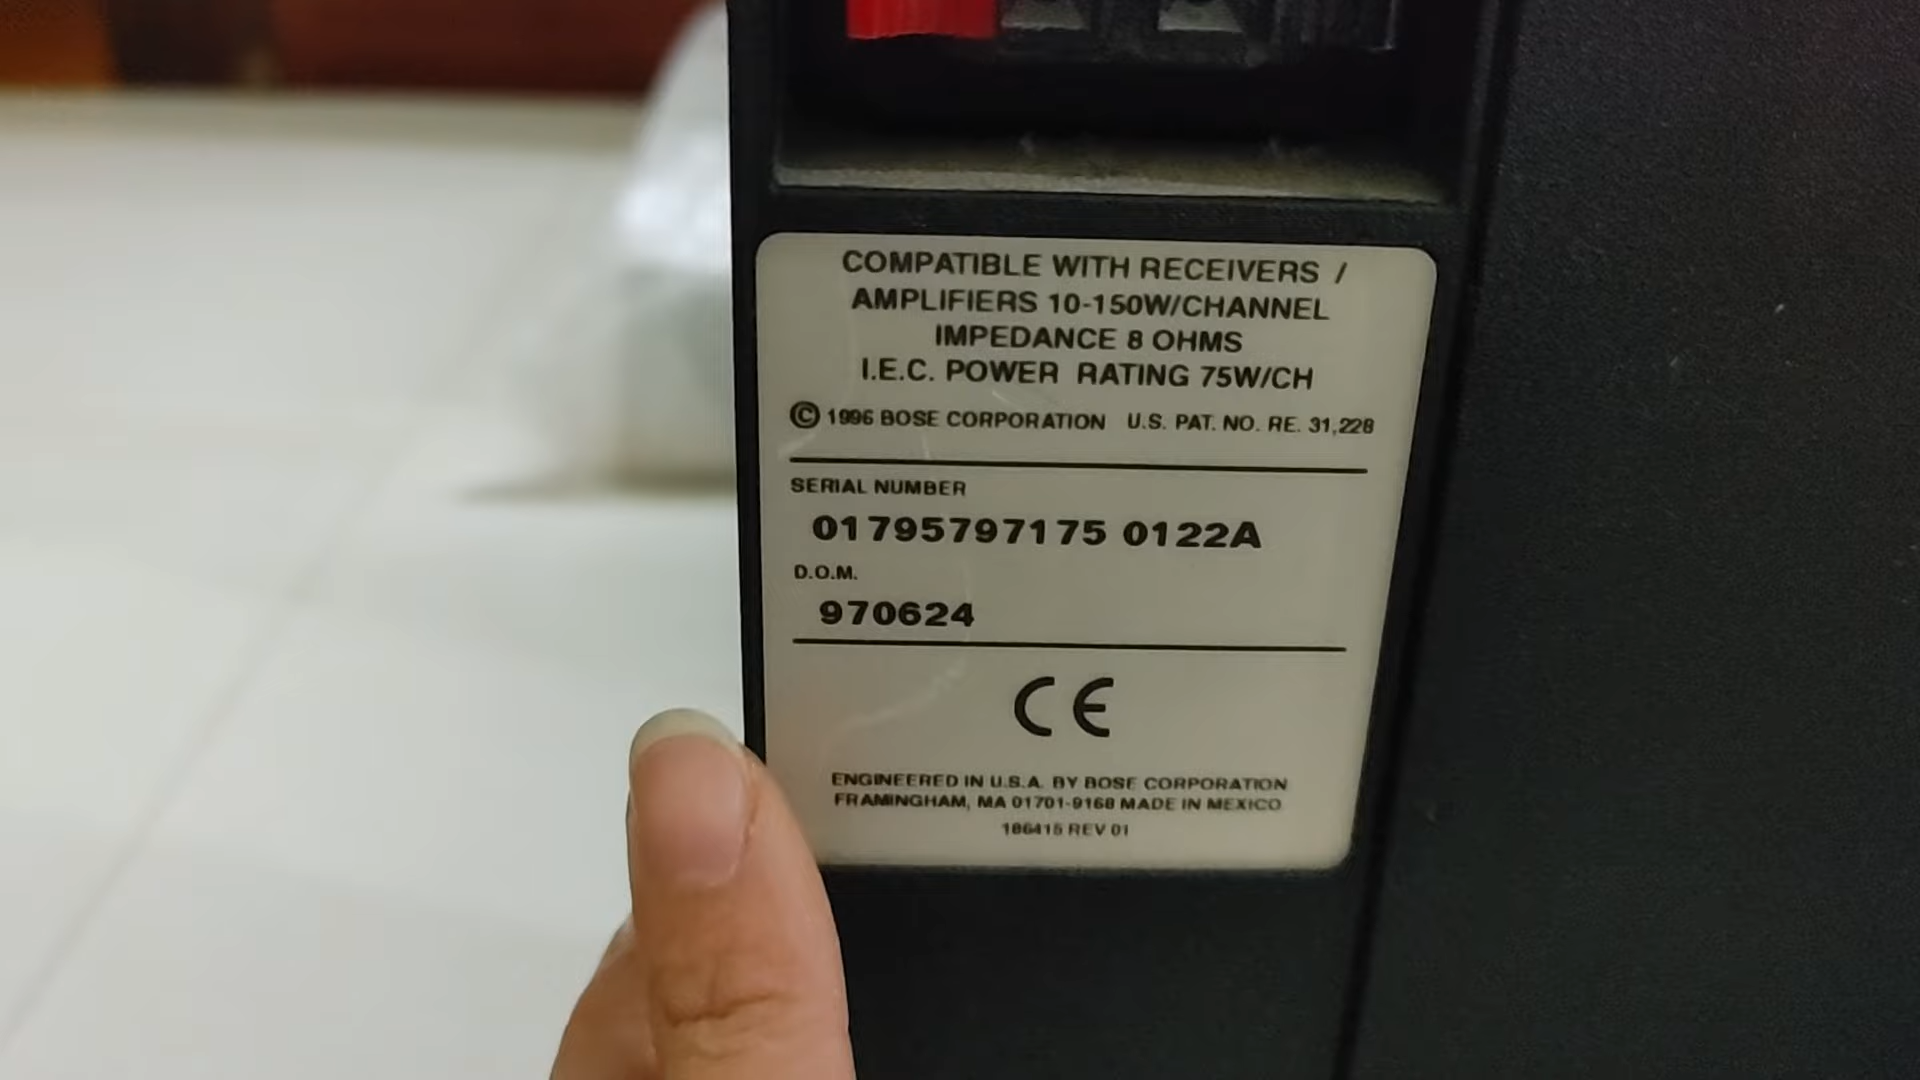 COMPATIBLE WITH RECEIVERS /
AMPLIFIERS 10-150W/CHANNEL
IMPEDANCE 8 OHMS
I.E.C. POWER RATING 75W/CH
© 1996 BOSE CORPORATION U.S. PAT. NO. RE. 31,228
SERIAL NUMBER
01795797175 0122A
D.O.M.
970624
CE
ENGINEERED IN U.S.A. BY BOSE CORPORATION
FRAMINGHAM, MA 01701-9168 MADE IN MEXICO
186415 REV 01